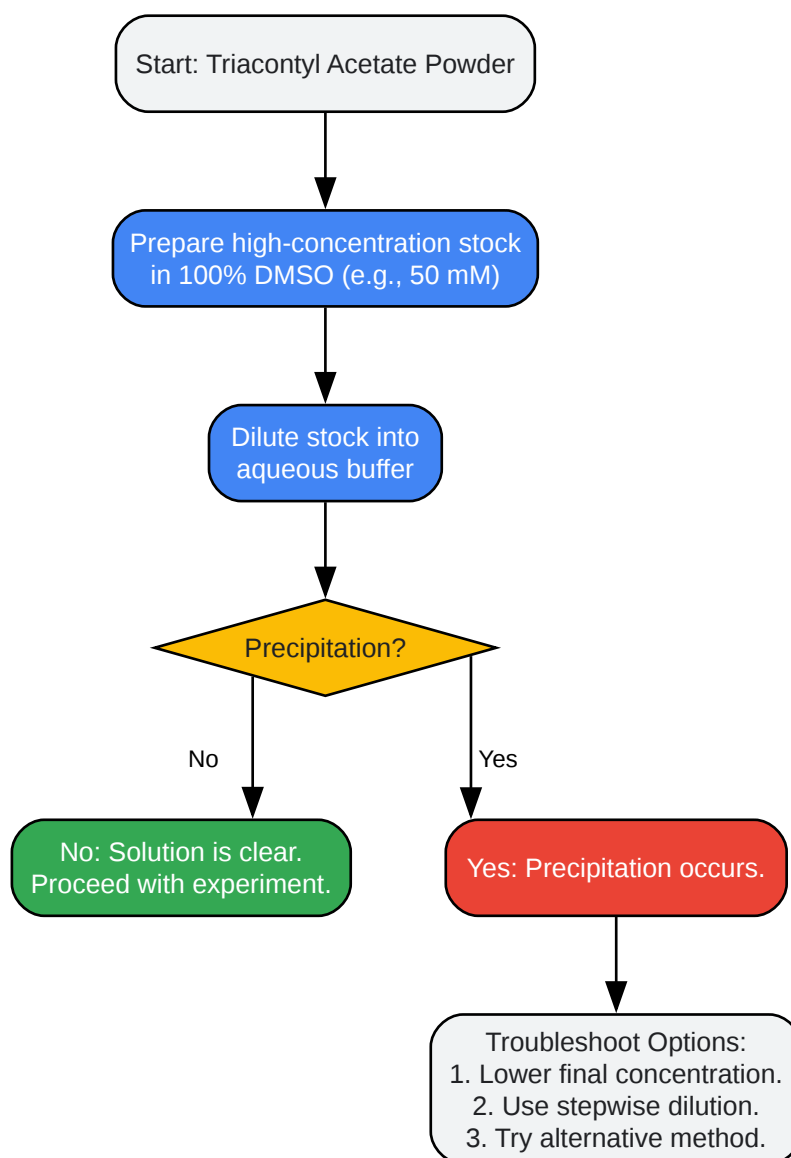 Start: Triacontyl Acetate Powder
Prepare high-concentration stock
in 100% DMSO (e.g., 50 mM)
Dilute stock into
aqueous buffer
Precipitation?
No
Yes
No: Solution is clear.
Proceed with experiment.
Yes: Precipitation occurs.
Troubleshoot Options:
1. Lower final concentration.
2. Use stepwise dilution.
3. Try alternative method.